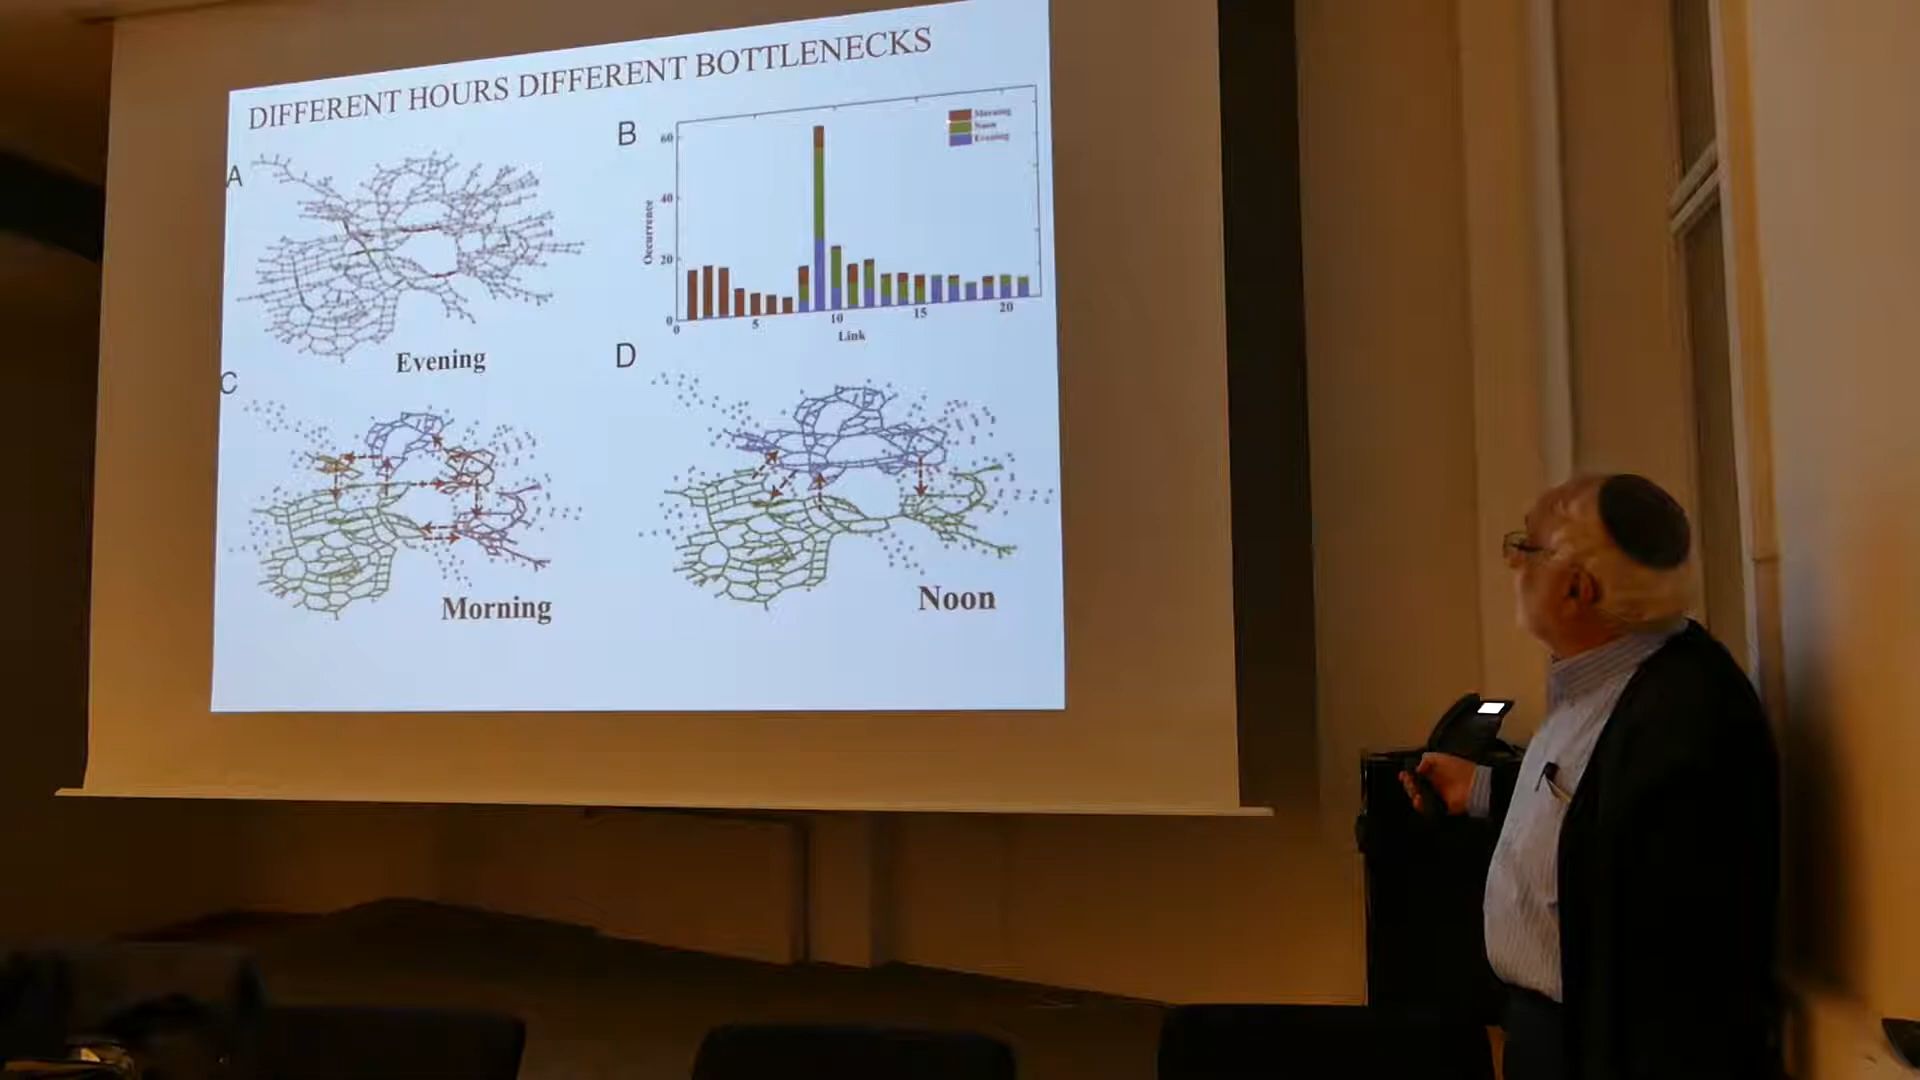 DIFFERENT HOURS DIFFERENT BOTTLENECKS
A
Evening
B
Morning
Noon
Evening
60
40
20
0
Occurrence
0 5 10 15 20
Link
C
Morning
D
Noon